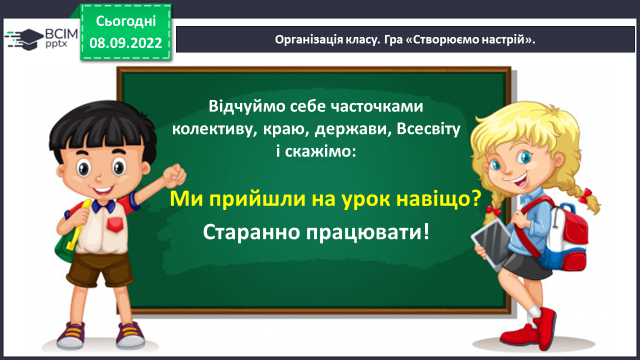 ВСІМ
pptx
Сьогодні
08.09.2022
Організація класу. Гра «Створюємо настрій».
Відчуймо себе часточками
колективу, краю, держави, Всесвіту
і скажімо:
Ми прийшли на урок навіщо?
Старанно працювати!